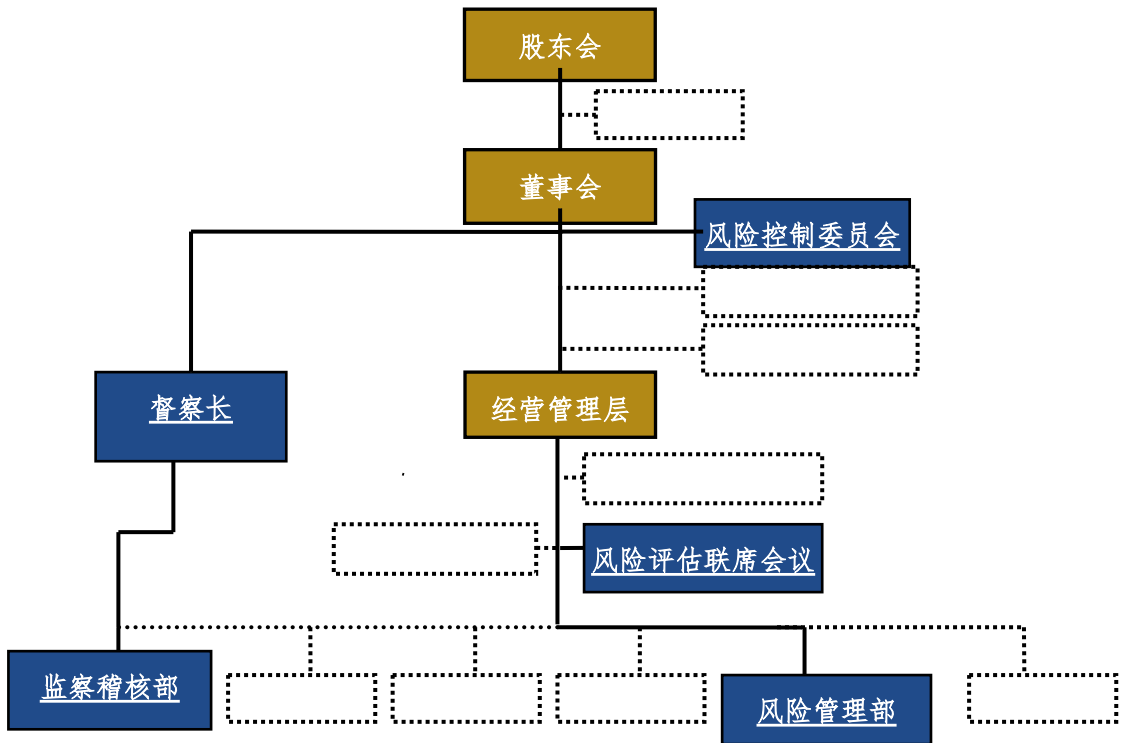 股东会
董事会
风险控制委员会
督察长
经营管理层
风险评估联席会议
监察稽核部
风险管理部